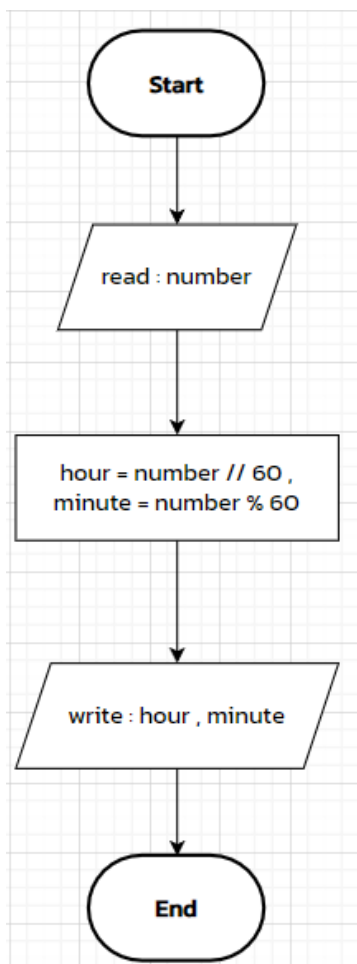 Start
read : number
hour = number // 60 ,
minute = number % 60
write : hour , minute
End